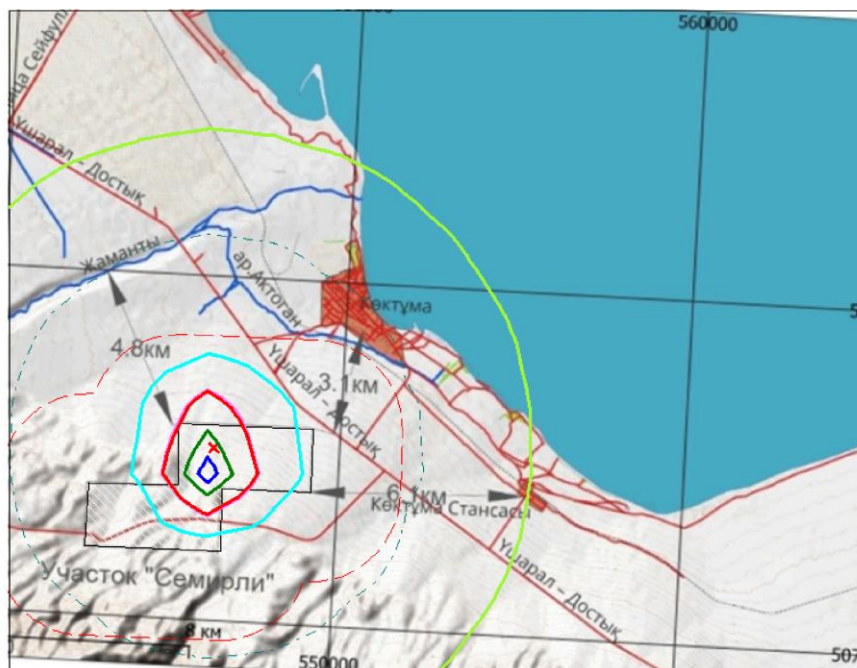 560000
Үшарал – Достық
Жаманты
ар.Актоган
Көктұма
4.8км
3.1км
Үшарал – Достық
6.1км
Көктұма Стансасы
Участок "Семирли"
Үшарал – Достық
8 км
550000
507